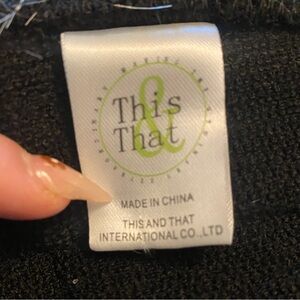 This
&
That
MADE IN CHINA
THIS AND THAT
INTERNATIONAL CO.,LTD